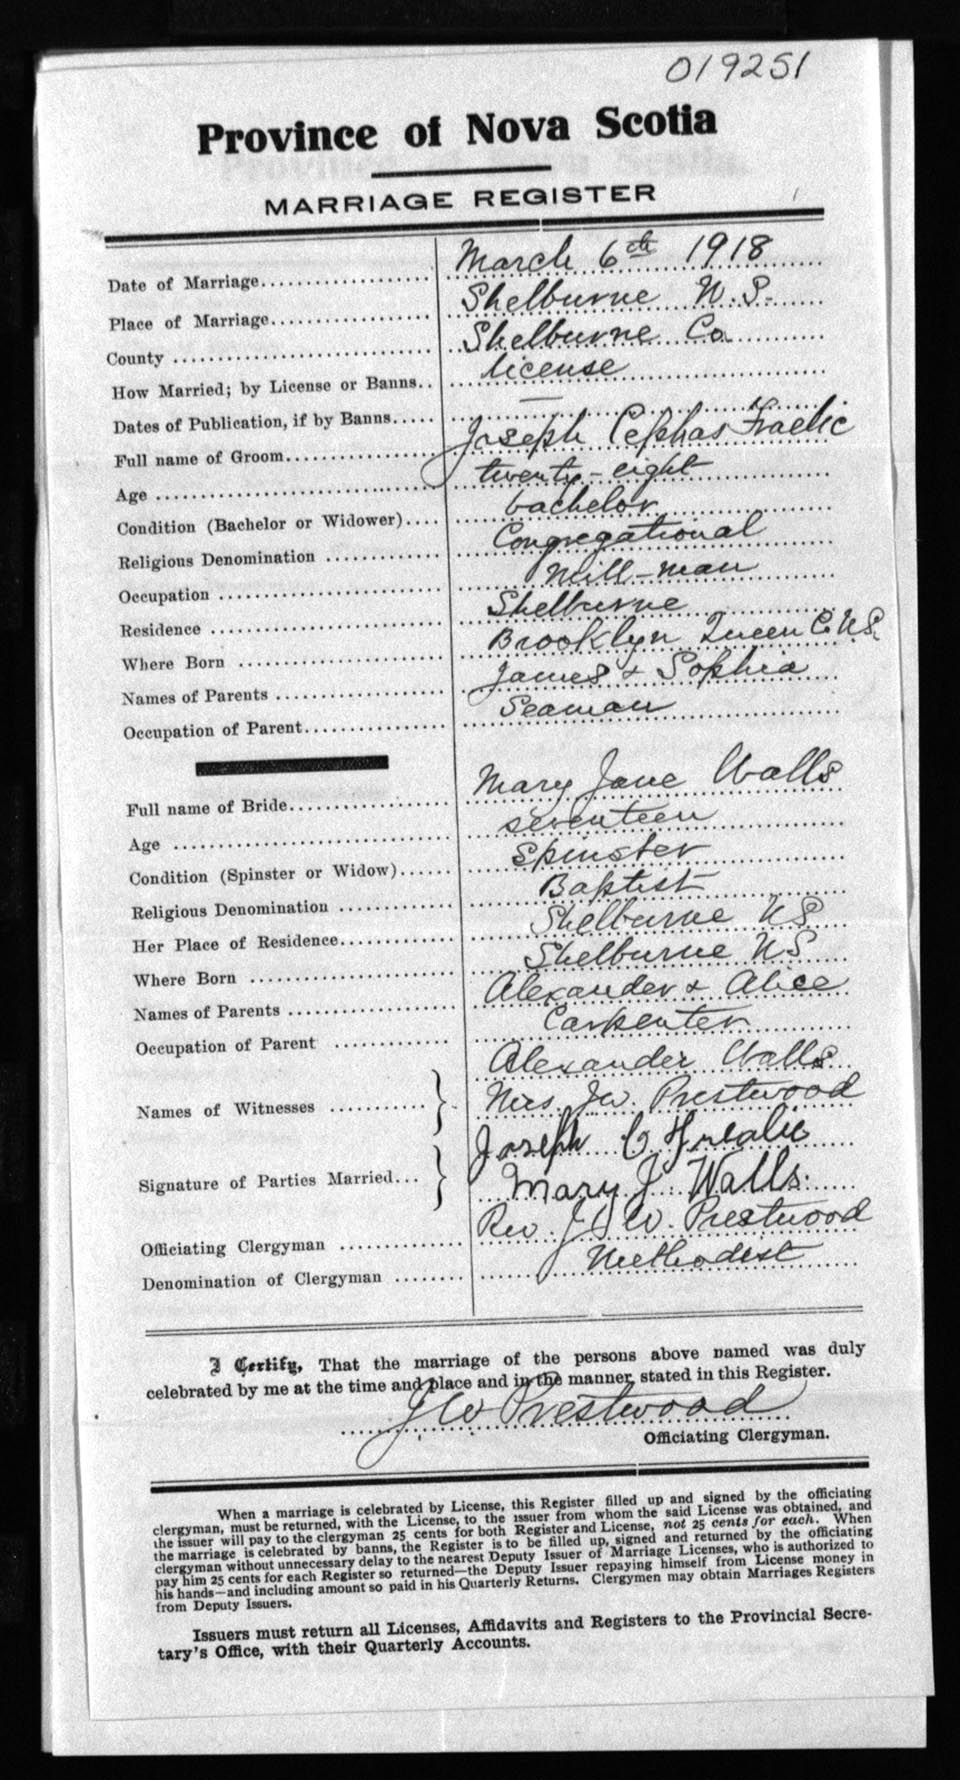 019251
Province of Nova Scotia
MARRIAGE REGISTER
Date of Marriage March 6th 1918
Place of Marriage Shelburne N.S.
County Shelburne Co.
How Married; by License or Banns license
Dates of Publication, if by Banns —
Full name of Groom Joseph Cephas Fraelic
Age twenty-eight
Condition (Bachelor or Widower) bachelor
Religious Denomination Congregational
Occupation Mill-man
Residence Shelburne
Where Born Brooklyn Queen C. N.S.
Names of Parents James & Sophia
Occupation of Parent Seaman
Full name of Bride Mary Jane Walls
Age seventeen
Condition (Spinster or Widow) Spinster
Religious Denomination Baptist
Her Place of Residence Shelburne NS
Where Born Shelburne NS
Names of Parents Alexander & Alice
Occupation of Parent Carpenter
Alexander Walls
Names of Witnesses Mrs. J.W. Prestwood
Joseph C
Signature of Parties Married Mary J. Walls.
Officiating Clergyman Rev. J. W. Prestwood
Denomination of Clergyman Methodist
I Certify, That the marriage of the persons above named was duly
celebrated by me at the time and place and in the manner stated in this Register.
J W Prestwood
Officiating Clergyman.
When a marriage is celebrated by License, this Register filled up and signed by the officiating
clergyman, must be returned, with the License, to the issuer from whom the said License was obtained, and
the issuer will pay to the clergyman 25 cents for both Register and License, not 25 cents for each. When
the marriage is celebrated by banns, the Register is to be filled up, signed and returned by the officiating
clergyman without unnecessary delay to the nearest Deputy Issuer of Marriage Licenses, who is authorized to
pay him 25 cents for each Register so returned—the Deputy Issuer repaying himself from License money in
his hands—and including amount so paid in his Quarterly Returns. Clergymen may obtain Marriages Registers
from Deputy Issuers.
Issuers must return all Licenses, Affidavits and Registers to the Provincial Secre-
tary's Office, with their Quarterly Accounts.